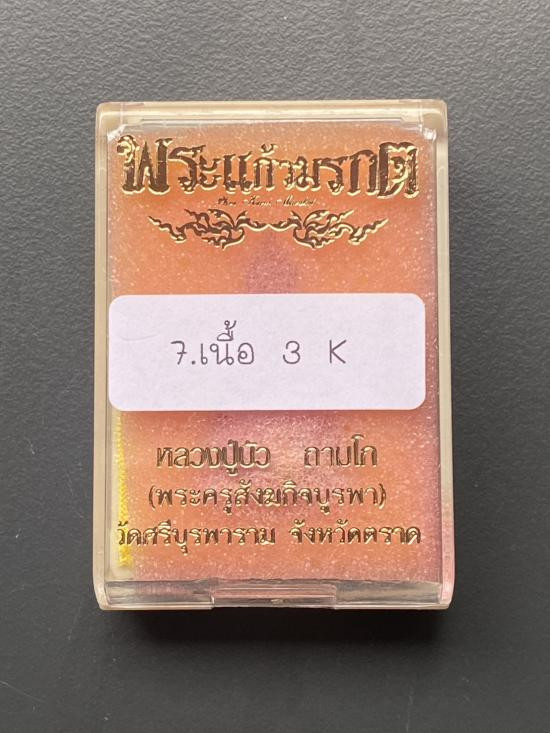 พระแก้วมรกต
Phra Kaew Morakot
7.เนื้อ 3 K
หลวงปู่บัว ถามโก
(พระครูสังฆกิจบูรพา)
วัดศรีบุรพาราม จังหวัดตราด